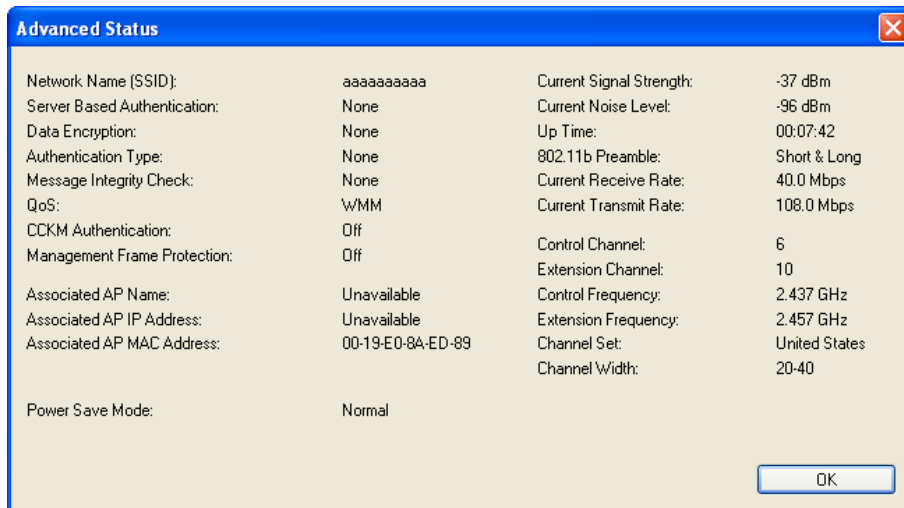 Advanced Status
Network Name (SSID): aaaaaaaaaa
Server Based Authentication: None
Data Encryption: None
Authentication Type: None
Message Integrity Check: None
QoS: WMM
CCKM Authentication: Off
Management Frame Protection: Off
Associated AP Name: Unavailable
Associated AP IP Address: Unavailable
Associated AP MAC Address: 00-19-E0-8A-ED-89
Power Save Mode: Normal
Current Signal Strength: -37 dBm
Current Noise Level: -96 dBm
Up Time: 00:07:42
802.11b Preamble: Short & Long
Current Receive Rate: 40.0 Mbps
Current Transmit Rate: 108.0 Mbps
Control Channel: 6
Extension Channel: 10
Control Frequency: 2.437 GHz
Extension Frequency: 2.457 GHz
Channel Set: United States
Channel Width: 20-40
OK